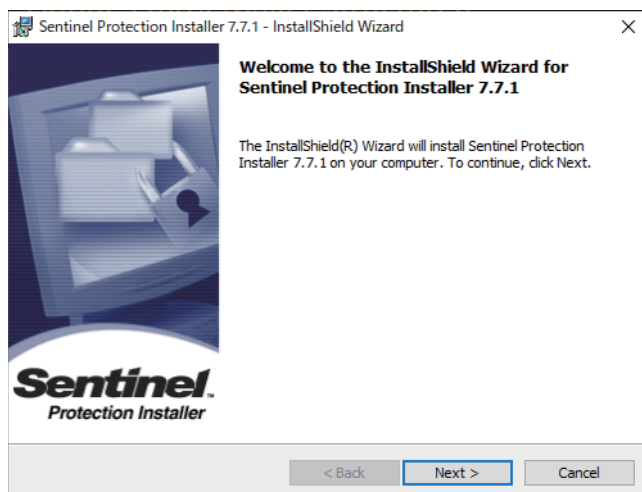 Sentinel Protection Installer 7.7.1 - InstallShield Wizard
Welcome to the InstallShield Wizard for
Sentinel Protection Installer 7.7.1
The InstallShield(R) Wizard will install Sentinel Protection
Installer 7.7.1 on your computer. To continue, click Next.
Sentinel
Protection Installer
< Back
Next >
Cancel